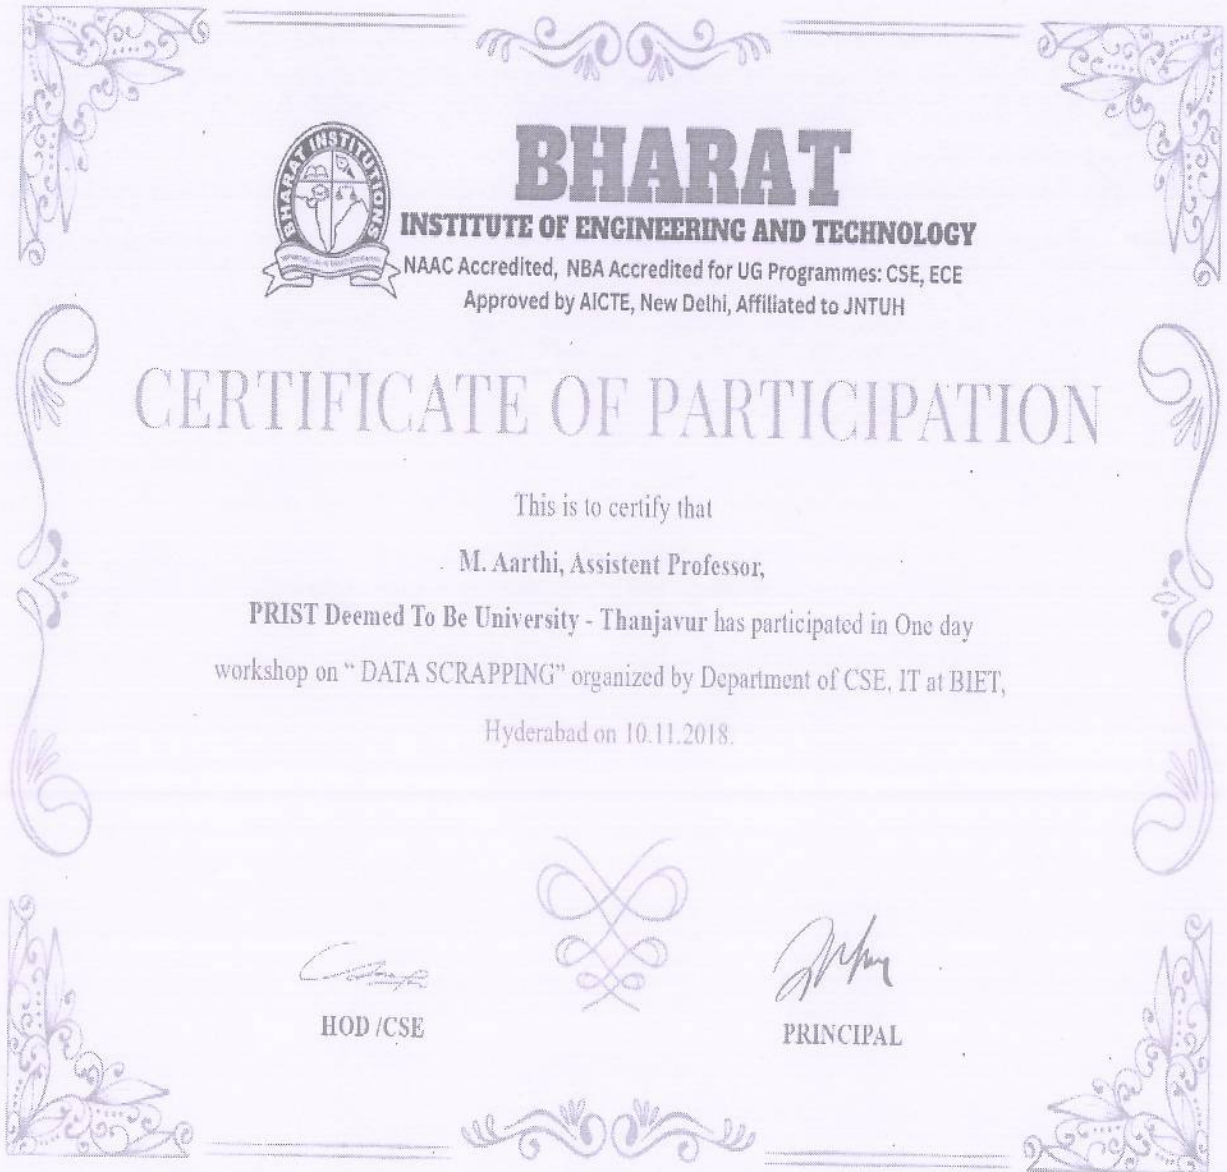 BHARAT INSTITUTIONS
BHARAT
INSTITUTE OF ENGINEERING AND TECHNOLOGY
NAAC Accredited, NBA Accredited for UG Programmes: CSE, ECE
Approved by AICTE, New Delhi, Affiliated to JNTUH
CERTIFICATE OF PARTICIPATION
This is to certify that
M. Aarthi, Assistent Professor,
PRIST Deemed To Be University - Thanjavur has participated in One day
workshop on “ DATA SCRAPPING” organized by Department of CSE, IT at BIET,
Hyderabad on 10.11.2018.
HOD /CSE
PRINCIPAL